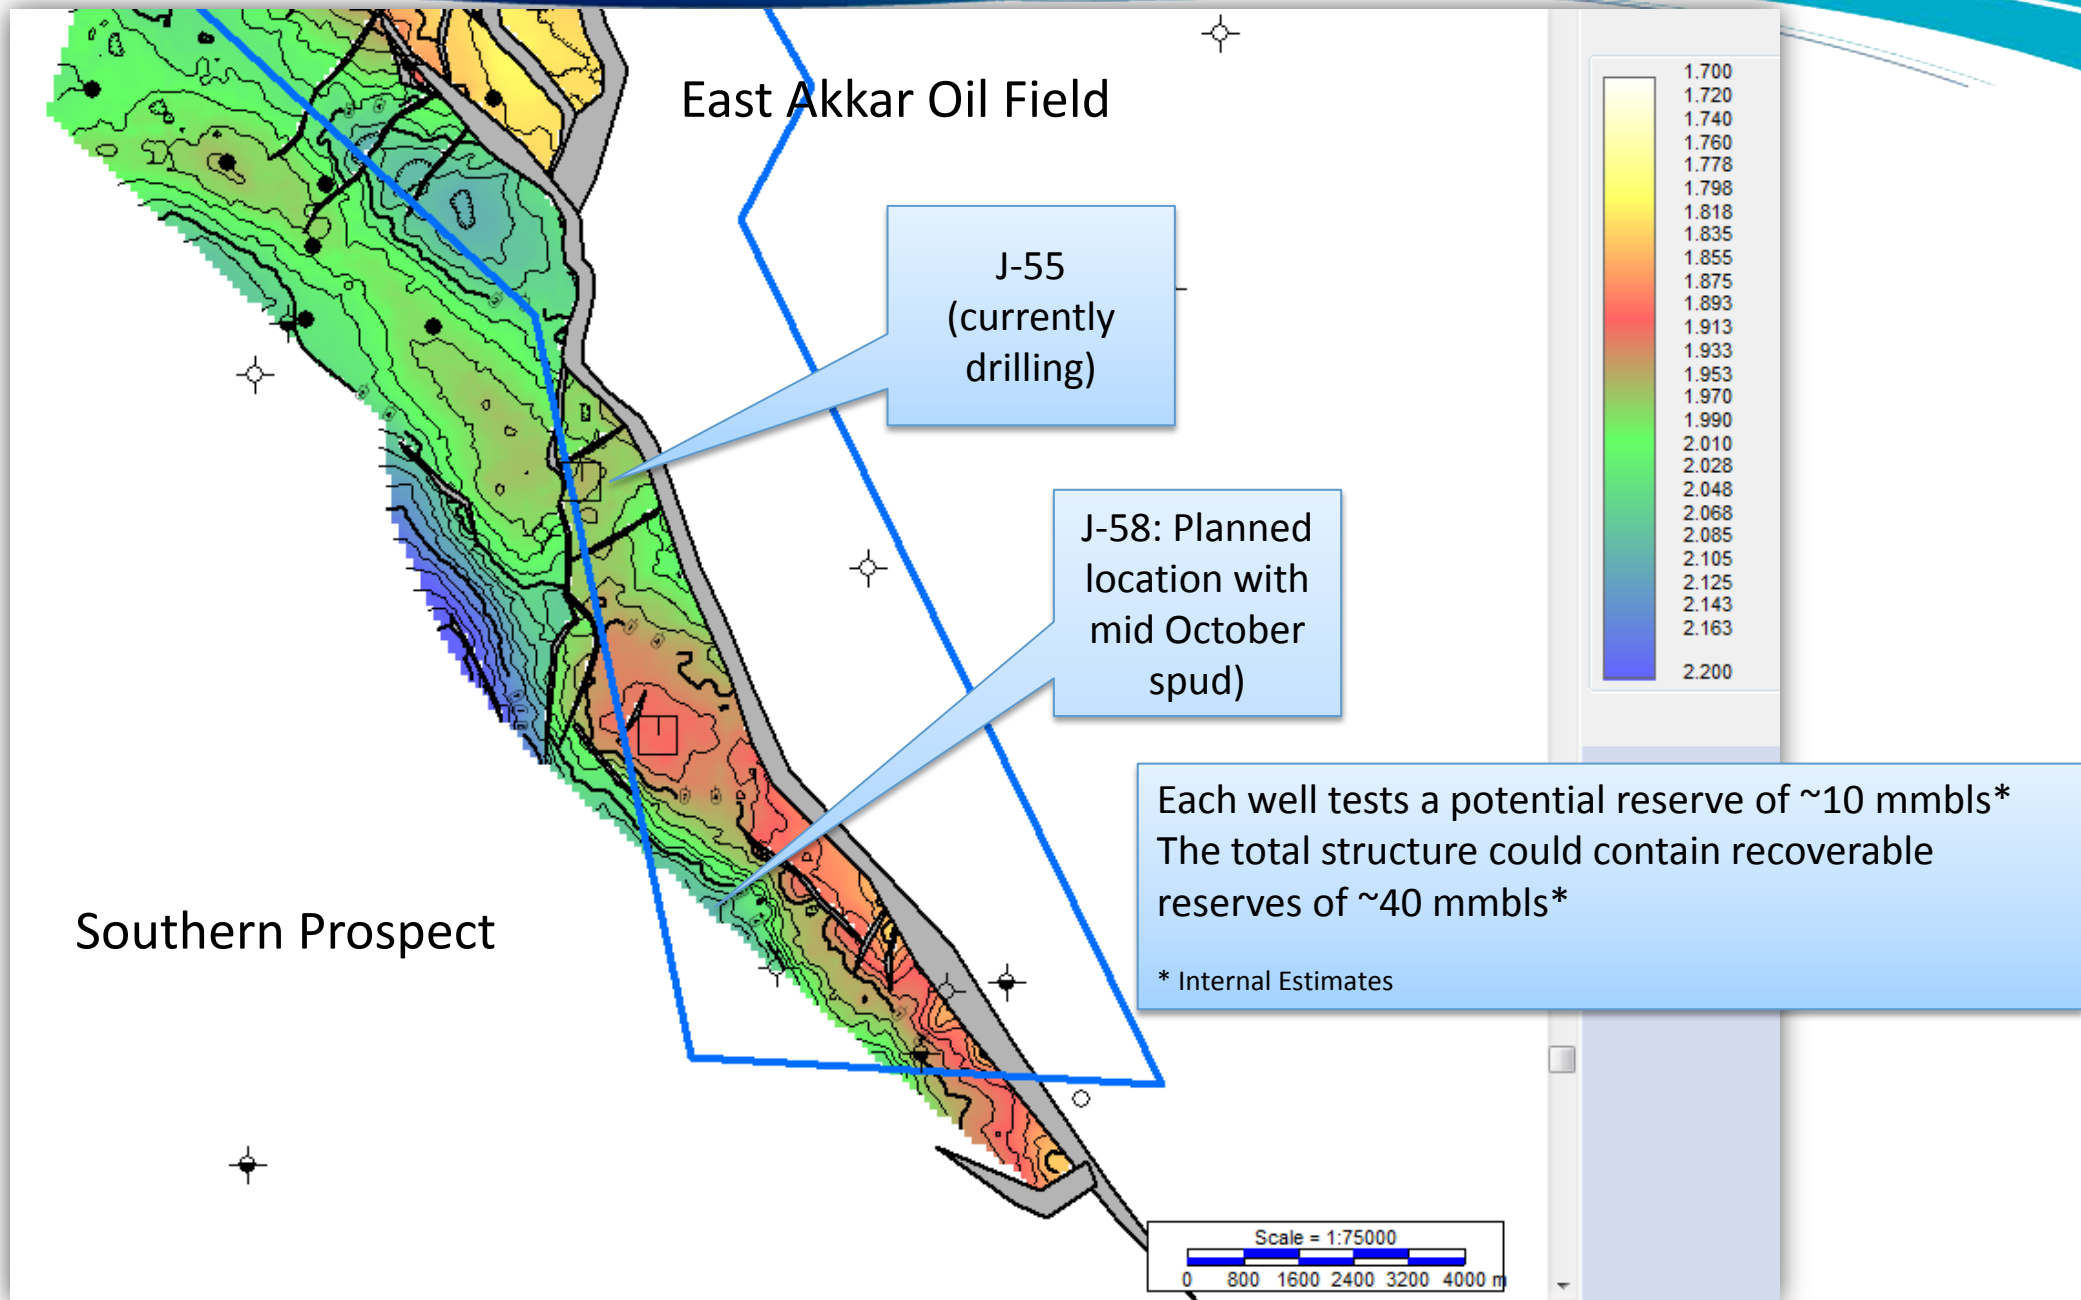 East Akkar Oil Field
J-55
(currently
drilling)
J-58: Planned
location with
mid October
spud)
Each well tests a potential reserve of ~10 mmbls*
The total structure could contain recoverable
reserves of ~40 mmbls*
* Internal Estimates
Southern Prospect
1.700
1.720
1.740
1.760
1.778
1.798
1.818
1.835
1.855
1.875
1.893
1.913
1.933
1.953
1.970
1.990
2.010
2.028
2.048
2.068
2.085
2.105
2.125
2.143
2.163
2.200
Scale = 1:75000
0 800 1600 2400 3200 4000 m